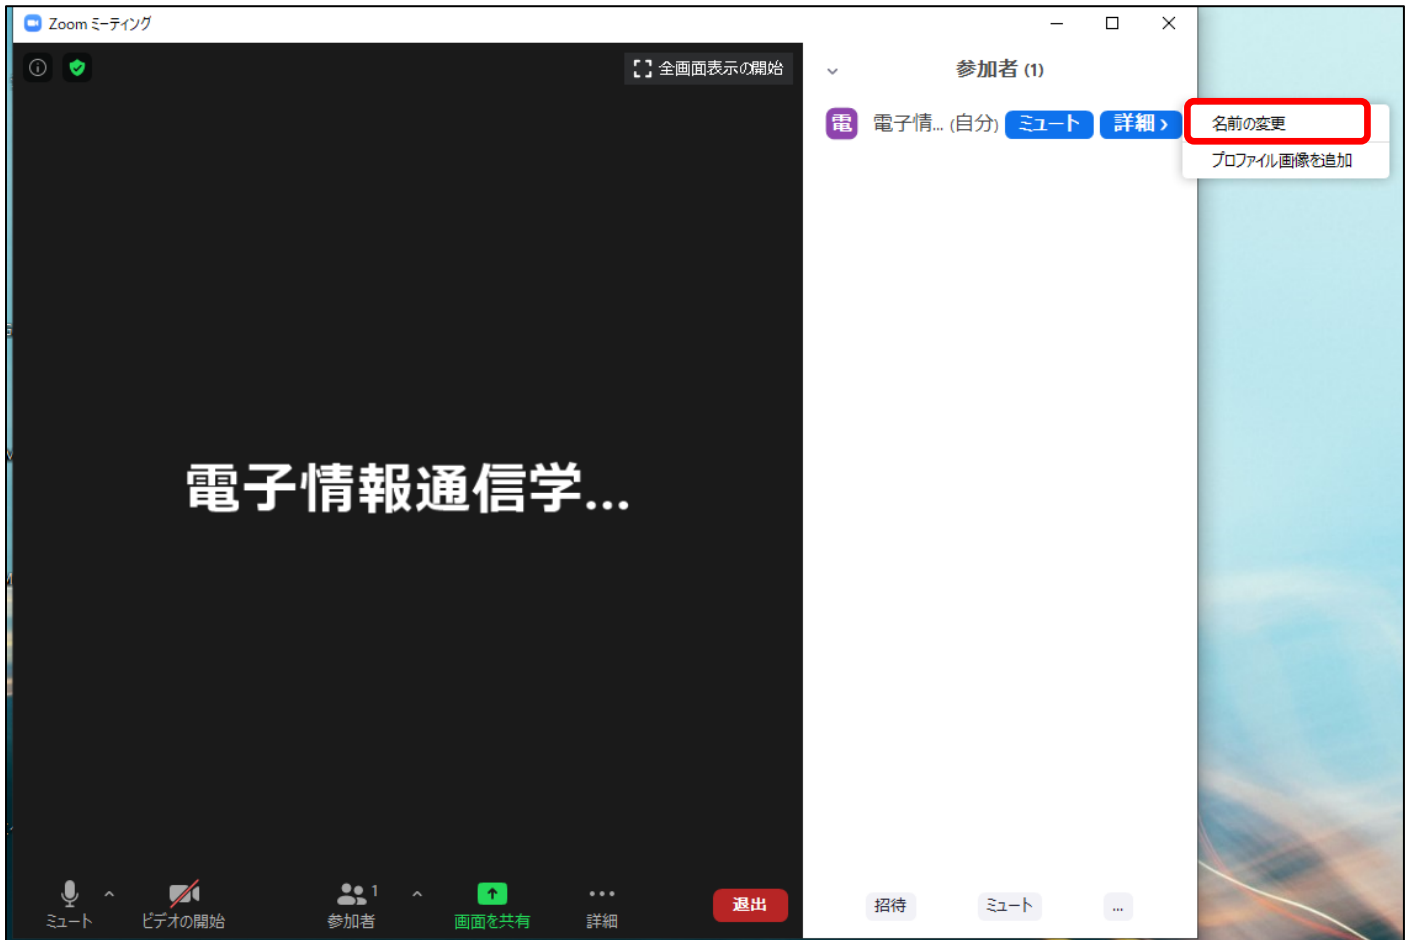 Zoom ミーティング
全画面表示の開始
参加者 (1)
電 電子情... (自分) ミュート 詳細 >
名前の変更
プロファイル画像を追加
電子情報通信学...
ミュート
ビデオの開始
1
参加者
画面を共有
詳細
退出
招待
ミュート
...